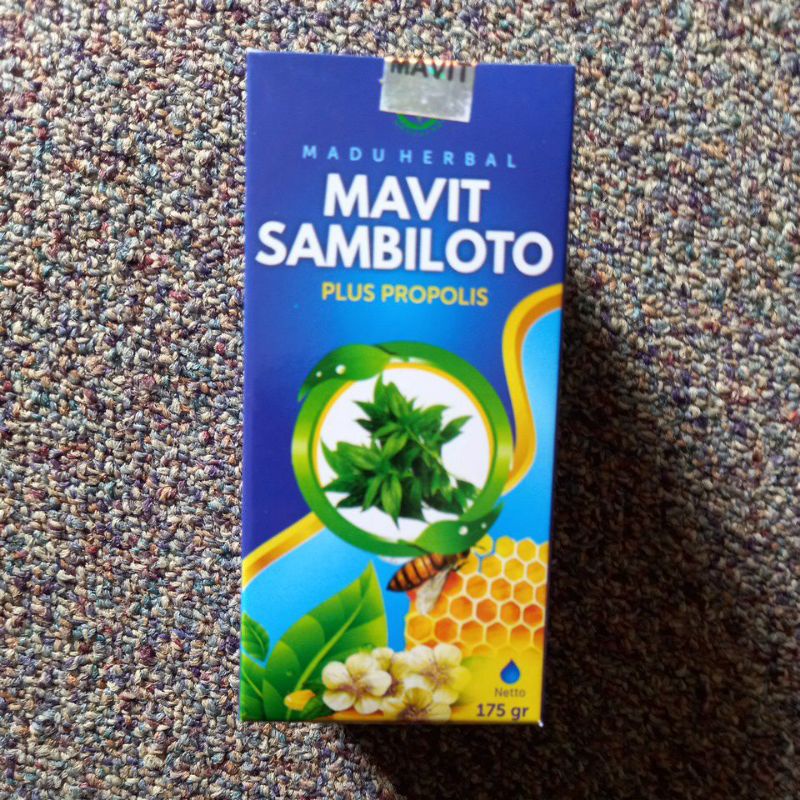 MAVIT
MADU HERBAL
MAVIT
SAMBILOTO
PLUS PROPOLIS
Netto
175 gr